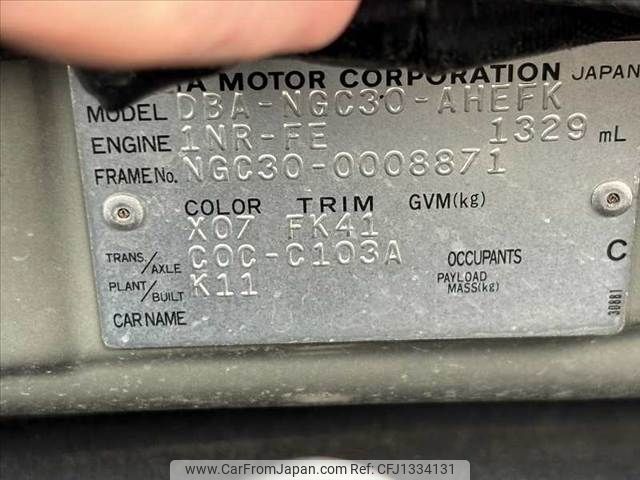 MOTOR CORPORATION JAPAN
MODEL DBA-NGC30-AHEFK
ENGINE 1NR-FE 1329 mL
FRAME No. NGC30-0008871
COLOR TRIM GVM(kg)
X07 FK41
TRANS./AXLE C0C-C103A OCCUPANTS C
PLANT/BUILT K11 PAYLOAD MASS(kg)
CAR NAME
30881
www.CarFromJapan.com CFJ1334131